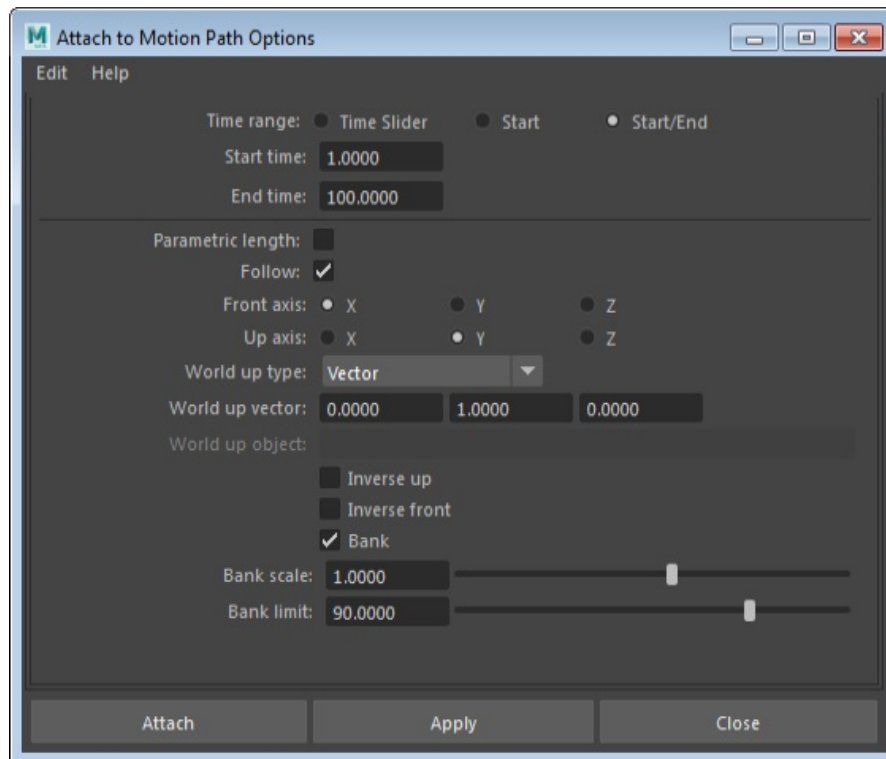 Attach to Motion Path Options
Edit Help
Time range: Time Slider Start Start/End
Start time: 1.0000
End time: 100.0000
Parametric length:
Follow:
Front axis: X Y Z
Up axis: X Y Z
World up type: Vector
World up vector: 0.0000 1.0000 0.0000
World up object:
Inverse up
Inverse front
Bank
Bank scale: 1.0000
Bank limit: 90.0000
Attach Apply Close